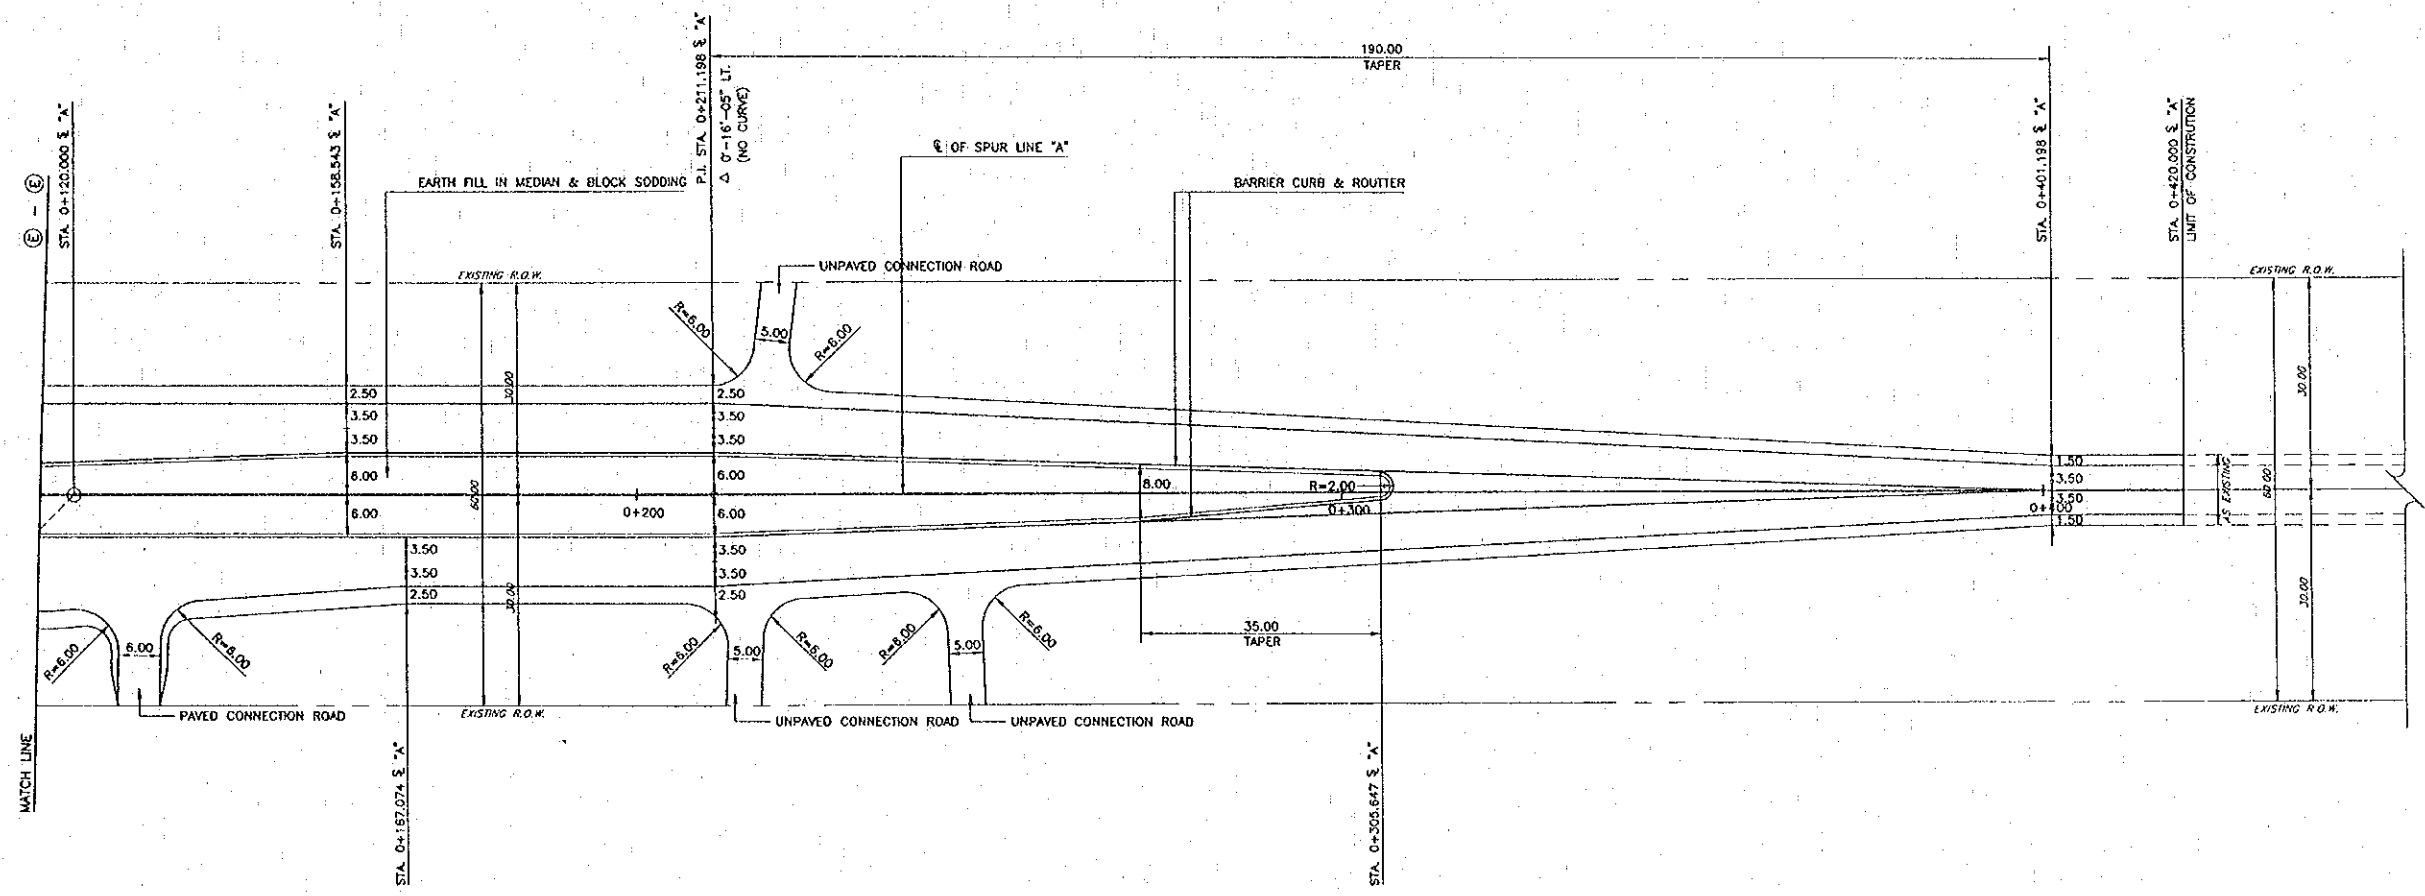 190.00
TAPER
P.I. STA. 0+211.198 ℄ "A"
△ 0°-16'-05" LT.
(NO CURVE)
Ⓔ - Ⓔ
STA. 0+120.000 ℄ "A"
STA. 0+158.543 ℄ "A"
STA. 0+401.198 ℄ "A"
STA. 0+420.000 ℄ "A"
LIMIT OF CONSTRUTION
℄ OF SPUR LINE "A"
EARTH FILL IN MEDIAN & BLOCK SODDING
BARRIER CURB & ROUTTER
UNPAVED CONNECTION ROAD
EXISTING R.O.W.
EXISTING R.O.W.
R=6.00
5.00
R=6.00
30.00
30.00
2.50
3.50
3.50
6.00
6.00
2.50
3.50
3.50
6.00
6.00
3.50
3.50
2.50
60.00
0+200
8.00
R=2.00
0+300
0+400
1.50
3.50
3.50
1.50
AS EXISTING
60.00
3.50
3.50
2.50
30.00
30.00
R=6.00
6.00
R=6.00
R=6.00
5.00
R=6.00
R=6.00
5.00
R=6.00
35.00
TAPER
PAVED CONNECTION ROAD
EXISTING R.O.W.
UNPAVED CONNECTION ROAD
UNPAVED CONNECTION ROAD
EXISTING R.O.W.
MATCH LINE
STA. 0+167.074 ℄ "A"
STA. 0+305.647 ℄ "A"